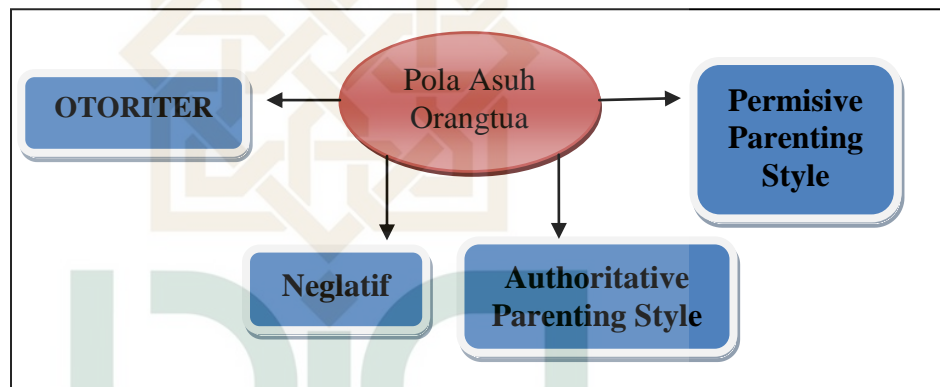 Pola Asuh
Orangtua
OTORITER
Permisive
Parenting
Style
Neglatif
Authoritative
Parenting Style